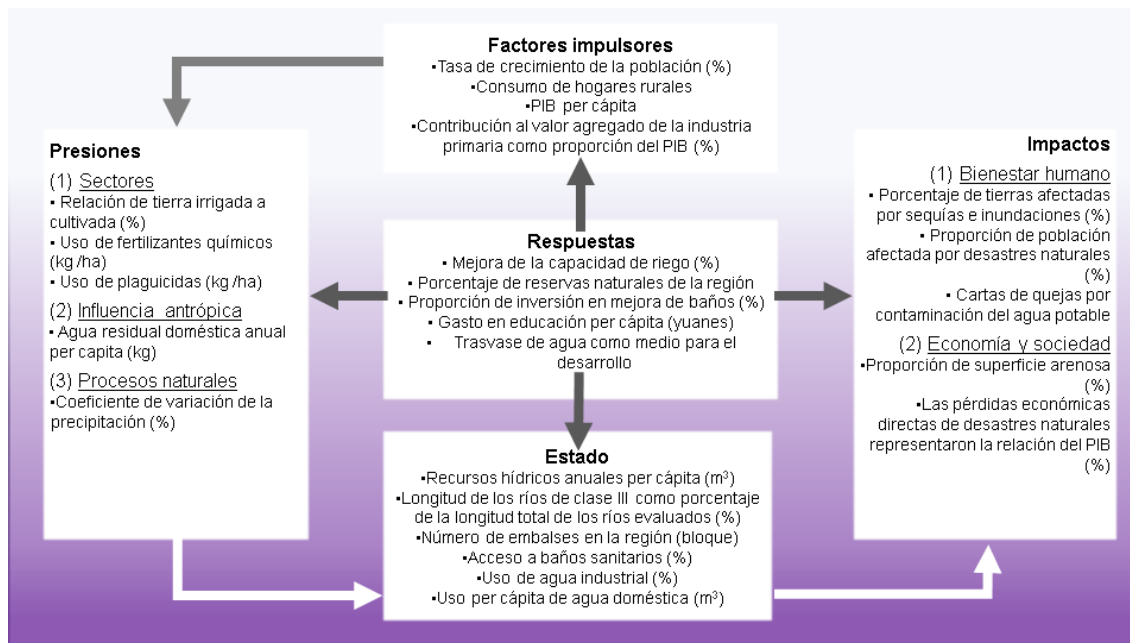 Factores impulsores
▪Tasa de crecimiento de la población (%)
▪Consumo de hogares rurales
▪PIB per cápita
▪Contribución al valor agregado de la industria
primaria como proporción del PIB (%)
Presiones
(1) Sectores
▪ Relación de tierra irrigada a
cultivada (%)
▪ Uso de fertilizantes químicos
(kg /ha)
▪ Uso de plaguicidas (kg /ha)
(2) Influencia antrópica
▪ Agua residual doméstica anual
per capita (kg)
(3) Procesos naturales
▪Coeficiente de variación de la
precipitación (%)
Respuestas
▪ Mejora de la capacidad de riego (%)
▪ Porcentaje de reservas naturales de la región
▪ Proporción de inversión en mejora de baños (%)
▪ Gasto en educación per cápita (yuanes)
▪ Trasvase de agua como medio para el
desarrollo
Impactos
(1) Bienestar humano
▪ Porcentaje de tierras afectadas
por sequías e inundaciones (%)
▪ Proporción de población
afectada por desastres naturales
(%)
▪ Cartas de quejas por
contaminación del agua potable
(2) Economía y sociedad
▪Proporción de superficie arenosa
(%)
▪Las pérdidas económicas
directas de desastres naturales
representaron la relación del PIB
(%)
Estado
▪Recursos hídricos anuales per cápita (m³)
▪Longitud de los ríos de clase III como porcentaje
de la longitud total de los ríos evaluados (%)
▪Número de embalses en la región (bloque)
▪Acceso a baños sanitarios (%)
▪Uso de agua industrial (%)
▪Uso per cápita de agua doméstica (m³)